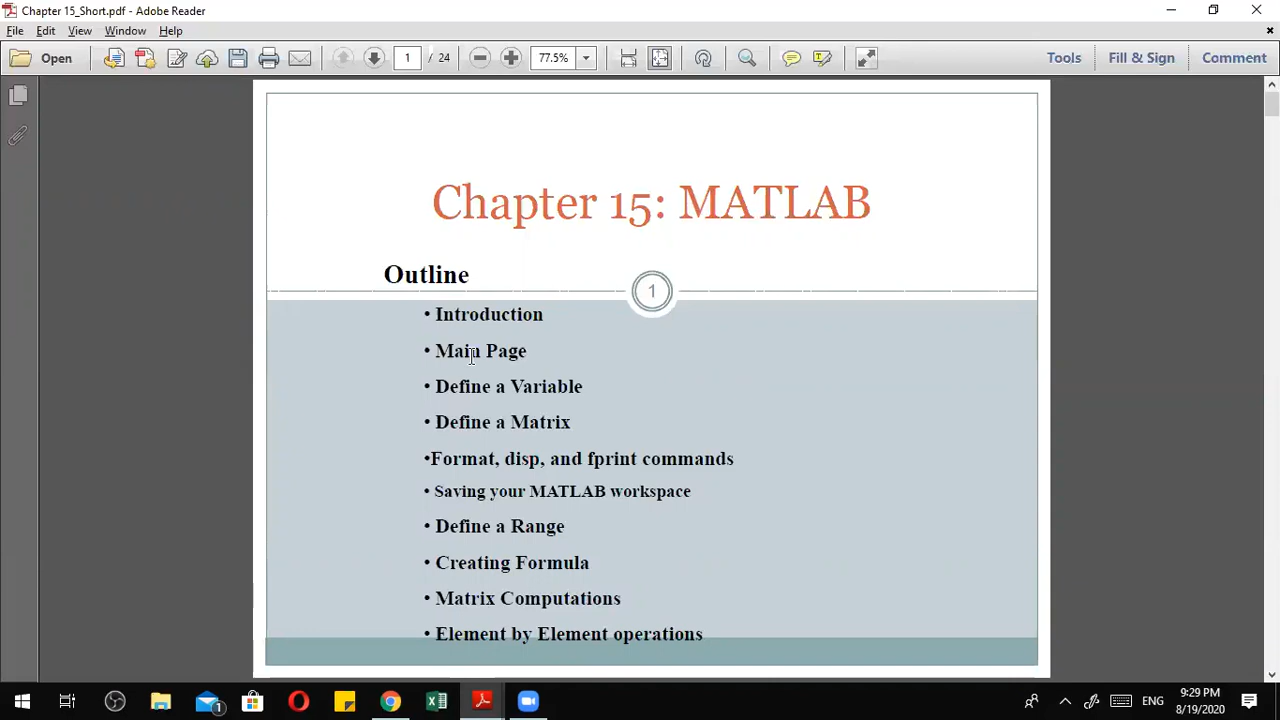 Chapter 15_Short.pdf - Adobe Reader
File Edit View Window Help
Open 1 / 24 77.5% Tools Fill & Sign Comment
Chapter 15: MATLAB
Outline
1
• Introduction
• Main Page
• Define a Variable
• Define a Matrix
•Format, disp, and fprint commands
• Saving your MATLAB workspace
• Define a Range
• Creating Formula
• Matrix Computations
• Element by Element operations
1 ENG 9:29 PM
8/19/2020